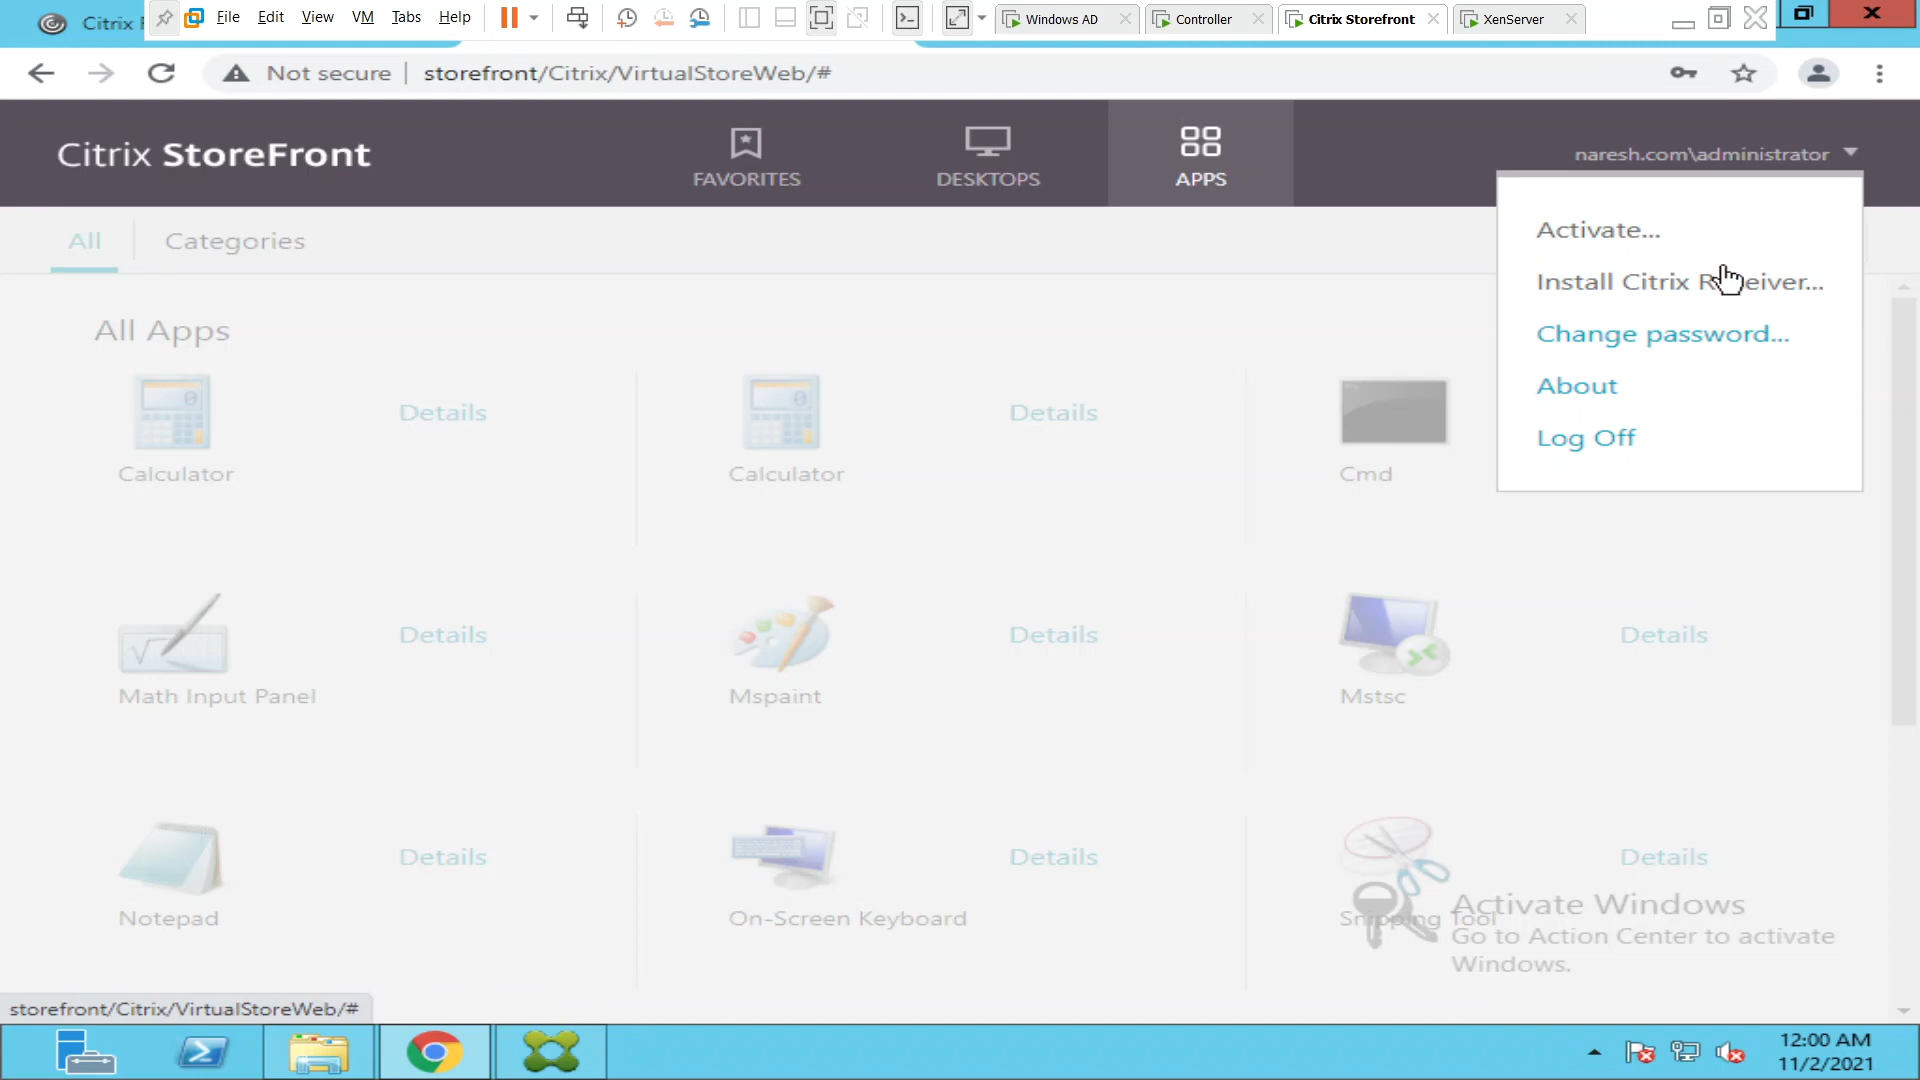 Citrix
File Edit View VM Tabs Help
Windows AD
Controller
Citrix Storefront
XenServer
Not secure storefront/Citrix/VirtualStoreWeb/#
Citrix StoreFront
FAVORITES
DESKTOPS
APPS
naresh.com\administrator
Activate...
Install Citrix Receiver...
Change password...
About
Log Off
All
Categories
All Apps
Calculator
Details
Calculator
Details
Cmd
Math Input Panel
Details
Mspaint
Details
Mstsc
Details
Notepad
Details
On-Screen Keyboard
Details
Snipping Tool
Details
Activate Windows
Go to Action Center to activate
Windows.
storefront/Citrix/VirtualStoreWeb/#
12:00 AM
11/2/2021